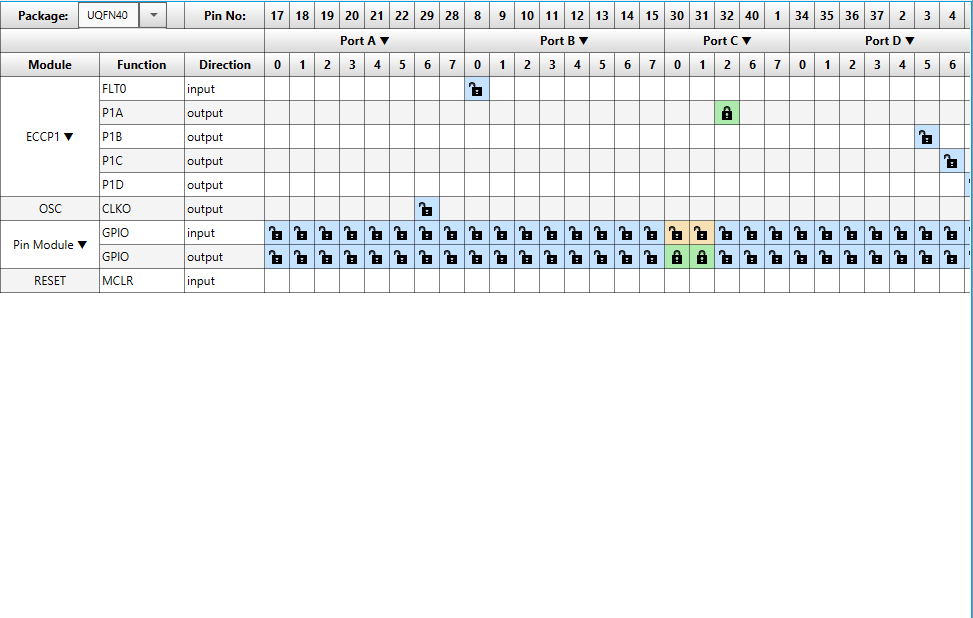 Package: UQFN40 Pin No: 17 18 19 20 21 22 29 28 8 9 10 11 12 13 14 15 30 31 32 40 1 34 35 36 37 2 3 4
Port A ▼ Port B ▼ Port C ▼ Port D ▼
Module Function Direction 0 1 2 3 4 5 6 7 0 1 2 3 4 5 6 7 0 1 2 6 7 0 1 2 3 4 5 6
FLT0 input
P1A output
ECCP1 ▼ P1B output
P1C output
P1D output
OSC CLKO output
Pin Module ▼ GPIO input
GPIO output
RESET MCLR input